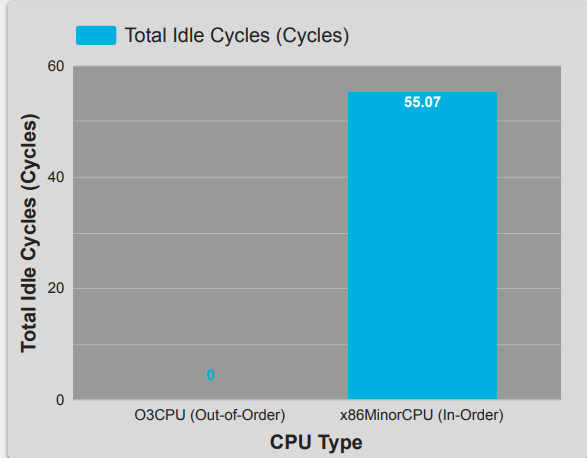 Total Idle Cycles (Cycles)
60
55.07
40
20
0
0
Total Idle Cycles (Cycles)
O3CPU (Out-of-Order)
x86MinorCPU (In-Order)
CPU Type